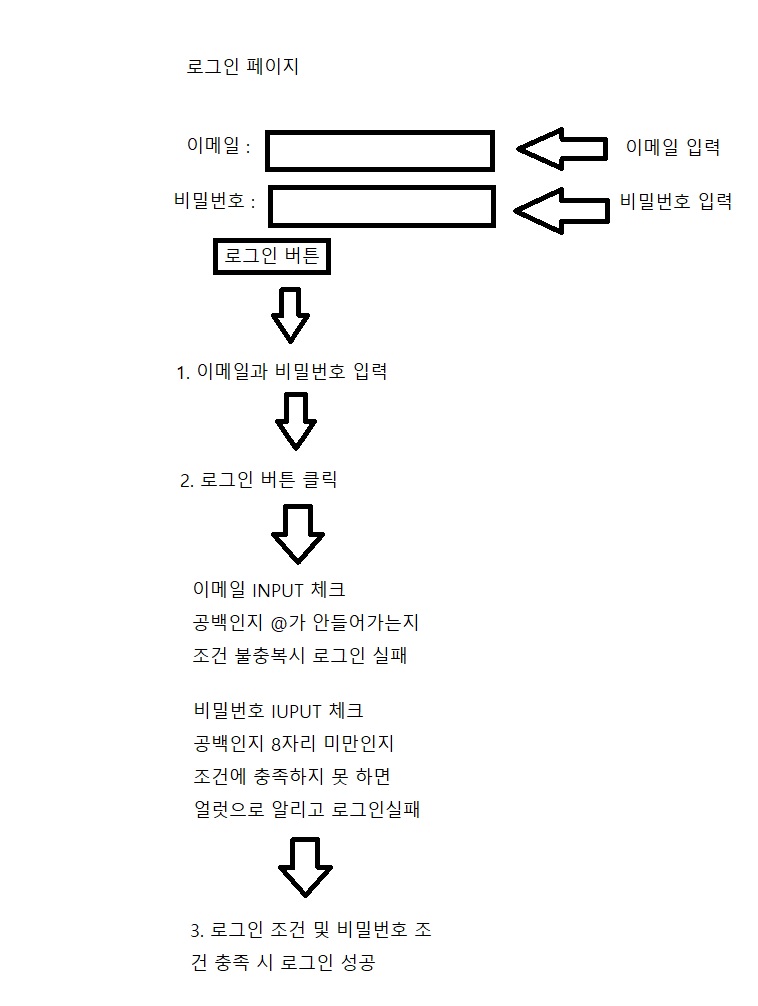 로그인 페이지
이메일 :
이메일 입력
비밀번호 :
비밀번호 입력
로그인 버튼
1. 이메일과 비밀번호 입력
2. 로그인 버튼 클릭
이메일 INPUT 체크
공백인지 @가 안들어가는지
조건 불충복시 로그인 실패
비밀번호 IUPUT 체크
공백인지 8자리 미만인지
조건에 충족하지 못 하면
얼럿으로 알리고 로그인실패
3. 로그인 조건 및 비밀번호 조
건 충족 시 로그인 성공